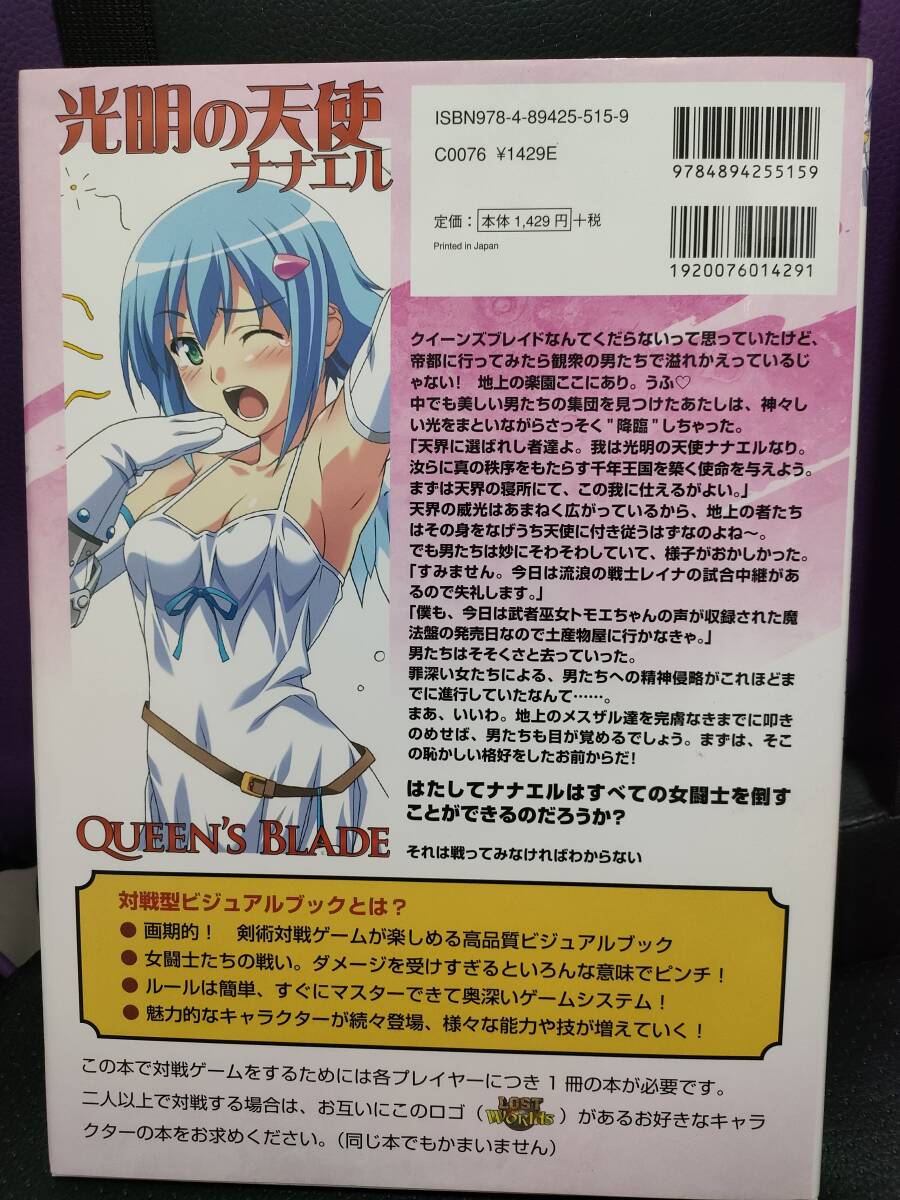 光明の天使
ナナエル
ISBN978-4-89425-515-9
C0076 ¥1429E
9784894255159
定価：本体1,429円+税
Printed in Japan
1920076014291
クイーンズブレイドなんてくだらないって思っていたけど、
帝都に行ってみたら観衆の男たちで溢れかえっているじ
ゃない！ 地上の楽園ここにあり。うふ♡
中でも美しい男たちの集団を見つけたあたしは、神々し
い光をまといながらさっそく"降臨"しちゃった。
「天界に選ばれし者達よ。我は光明の天使ナナエルなり。
汝らに真の秩序をもたらす千年王国を築く使命を与えよう。
まずは天界の寝所にて、この我に仕えるがよい。」
天界の威光はあまねく広がっているから、地上の者たち
はその身をなげうち天使に付き従うはずなのよね〜。
でも男たちは妙にそわそわしていて、様子がおかしかった。
「すみません。今日は流浪の戦士レイナの試合中継があ
るので失礼します。」
「僕も、今日は武者巫女トモエちゃんの声が収録された魔
法盤の発売日なので土産物屋に行かなきゃ。」
男たちはそそくさと去っていった。
罪深い女たちによる、男たちへの精神侵略がこれほどま
でに進行していたなんて……。
まあ、いいわ。地上のメスザル達を完膚なきまでに叩き
のめせば、男たちも目が覚めるでしょう。まずは、そこ
の恥かしい格好をしたお前からだ！
はたしてナナエルはすべての女闘士を倒す
ことができるのだろうか？
それは戦ってみなければわからない
QUEEN'S BLADE
対戦型ビジュアルブックとは？
● 画期的！ 剣術対戦ゲームが楽しめる高品質ビジュアルブック
● 女闘士たちの戦い。ダメージを受けすぎるといろんな意味でピンチ！
● ルールは簡単、すぐにマスターできて奥深いゲームシステム！
● 魅力的なキャラクターが続々登場、様々な能力や技が増えていく！
この本で対戦ゲームをするためには各プレイヤーにつき1冊の本が必要です。
二人以上で対戦する場合は、お互いにこのロゴ（LOST WORLDS）があるお好きなキャラ
クターの本をお求めください。（同じ本でもかまいません）